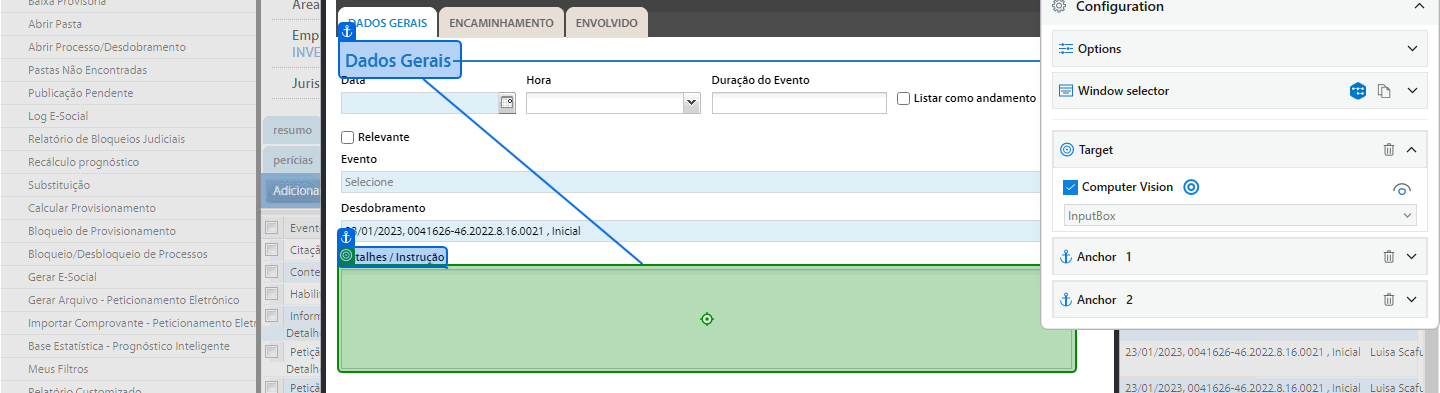 Baixa Provisória
Abrir Pasta
Abrir Processo/Desdobramento
Pastas Não Encontradas
Publicação Pendente
Log E-Social
Relatório de Bloqueios Judiciais
Recálculo prognóstico
Substituição
Calcular Provisionamento
Bloqueio de Provisionamento
Bloqueio/Desbloqueio de Processos
Gerar E-Social
Gerar Arquivo - Peticionamento Eletrônico
Importar Comprovante - Peticionamento Eletr
Base Estatística - Prognóstico Inteligente
Meus Filtros
Relatório Customizado
Área
Emp
INVE
Juris
resumo
perícias
Adiciona
Evento
Citaçã
Conte
Habili
Inform
Detalh
Petiçã
Detalh
Petiçã
DADOS GERAIS
ENCAMINHAMENTO
ENVOLVIDO
Dados Gerais
Data
Hora
Duração do Evento
Listar como andamento
Relevante
Evento
Selecione
Desdobramento
23/01/2023, 0041626-46.2022.8.16.0021 , Inicial
talhes / Instrução
Configuration
Options
Window selector
Target
Computer Vision
InputBox
Anchor 1
Anchor 2
23/01/2023, 0041626-46.2022.8.16.0021 , Inicial Luisa Scafu
23/01/2023, 0041626-46.2022.8.16.0021 , Inicial Luisa Scafu